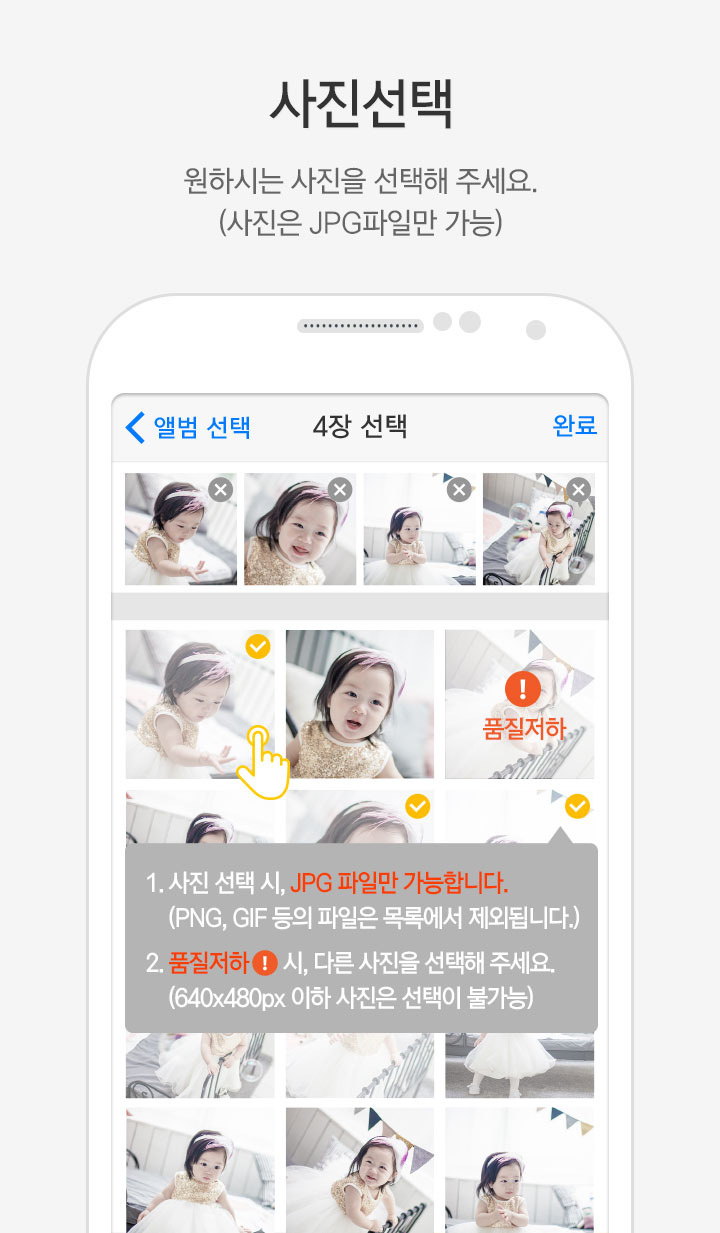 사진선택
원하시는 사진을 선택해 주세요.
(사진은 JPG파일만 가능)
앨범 선택 4장 선택 완료
품질저하
1. 사진 선택 시, JPG 파일만 가능합니다.
(PNG, GIF 등의 파일은 목록에서 제외됩니다.)
2. 품질저하 ! 시, 다른 사진을 선택해 주세요.
(640x480px 이하 사진은 선택이 불가능)